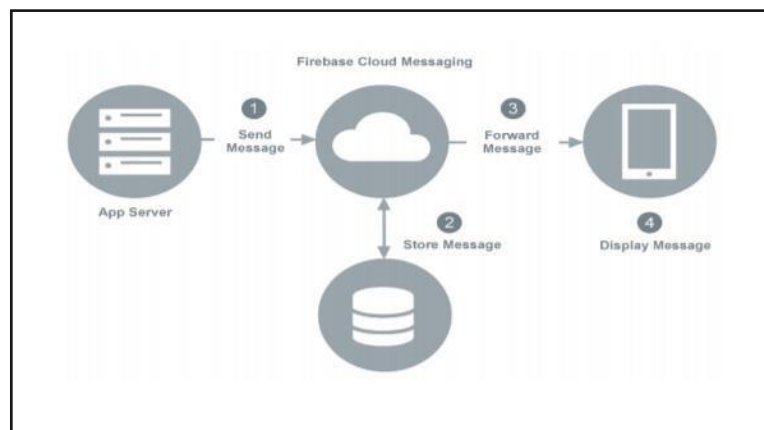 Firebase Cloud Messaging
1
Send
Message
3
Forward
Message
App Server
2
Store Message
4
Display Message